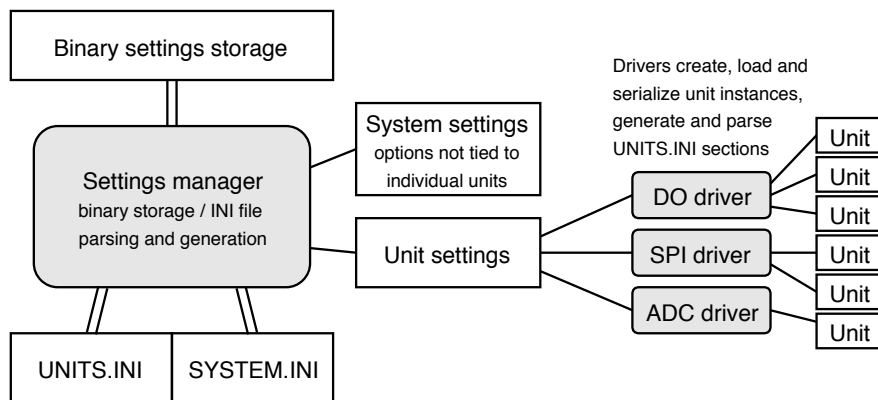 Binary settings storage
Settings manager
binary storage / INI file
parsing and generation
System settings
options not tied to
individual units
Unit settings
UNITS.INI
SYSTEM.INI
Drivers create, load and
serialize unit instances,
generate and parse
UNITS.INI sections
DO driver
SPI driver
ADC driver
Unit
Unit
Unit
Unit
Unit
Unit